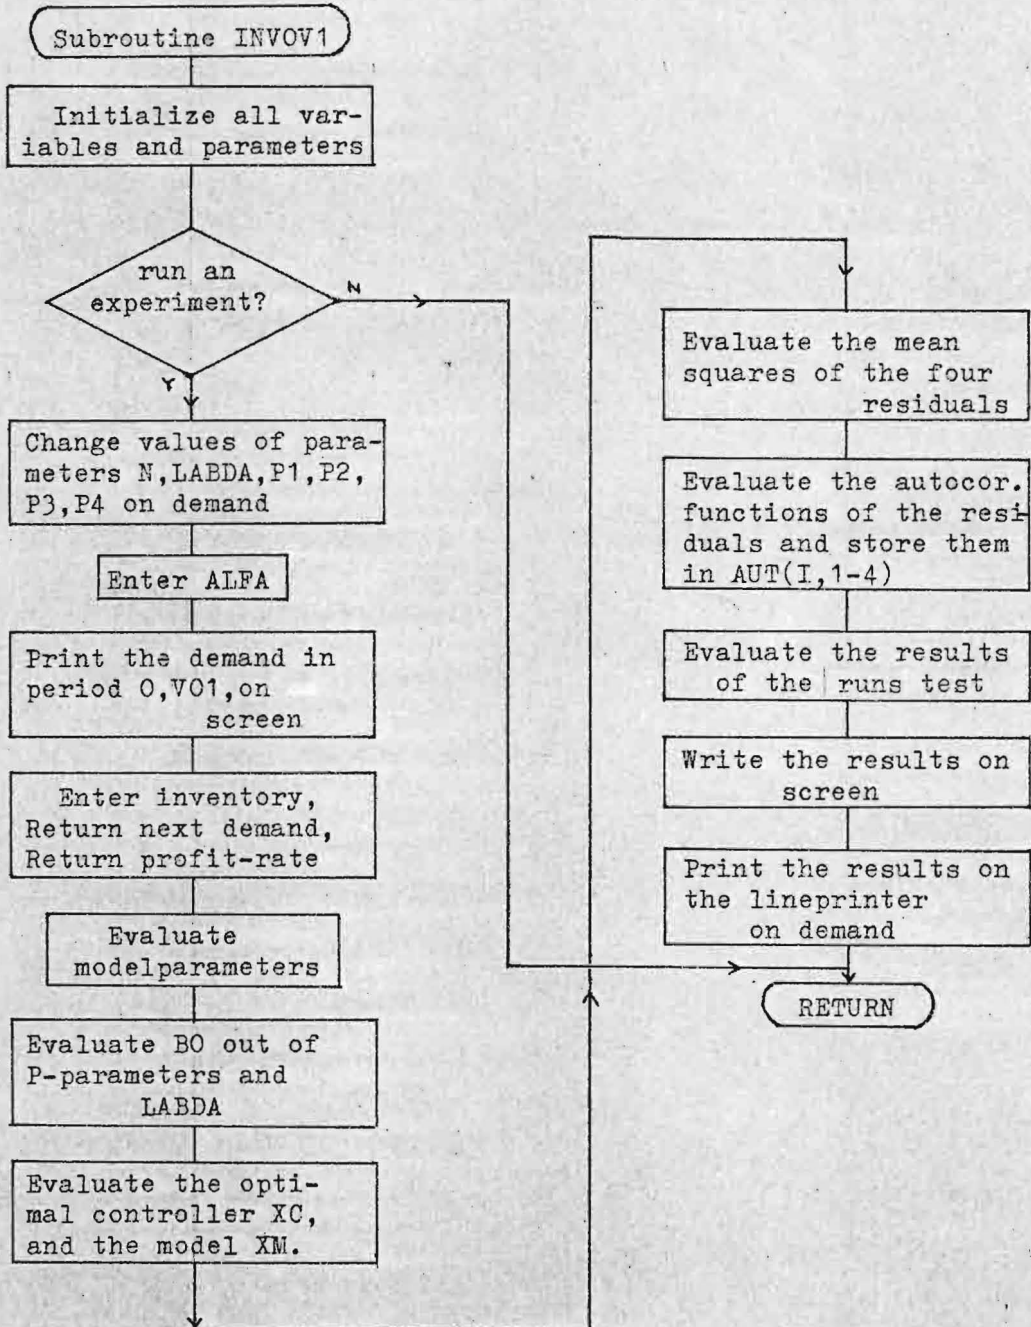 Subroutine INVOV1
Initialize all var-
iables and parameters
run an
experiment?
N
Y
Change values of para-
meters N,LABDA,P1,P2,
P3,P4 on demand
Enter ALFA
Print the demand in
period O,VO1,on
screen
Enter inventory,
Return next demand,
Return profit-rate
Evaluate
modelparameters
Evaluate BO out of
P-parameters and
LABDA
Evaluate the opti-
mal controller XC,
and the model XM.
Evaluate the mean
squares of the four
residuals
Evaluate the autocor.
functions of the resi-
duals and store them
in AUT(I,1-4)
Evaluate the results
of the runs test
Write the results on
screen
Print the results on
the lineprinter
on demand
RETURN